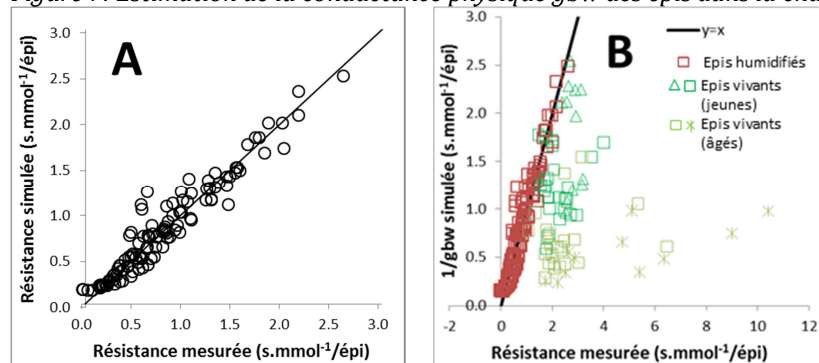 Figure 7. Estimation de la conductance physique gbw des épis dans la
A
Résistance simulée (s.mmol⁻¹/épi)
3.0
2.5
2.0
1.5
1.0
0.5
0.0
0.0 0.5 1.0 1.5 2.0 2.5 3.0
Résistance mesurée (s.mmol⁻¹/épi)
B
1/gbw simulée (s.mmol⁻¹/épi)
3.0
2.5
2.0
1.5
1.0
0.5
0.0
-2 0 2 4 6 8 10 12
Résistance mesurée (s.mmol⁻¹/épi)
y=x
Epis humidifiés
Epis vivants
(jeunes)
Epis vivants
(âgés)